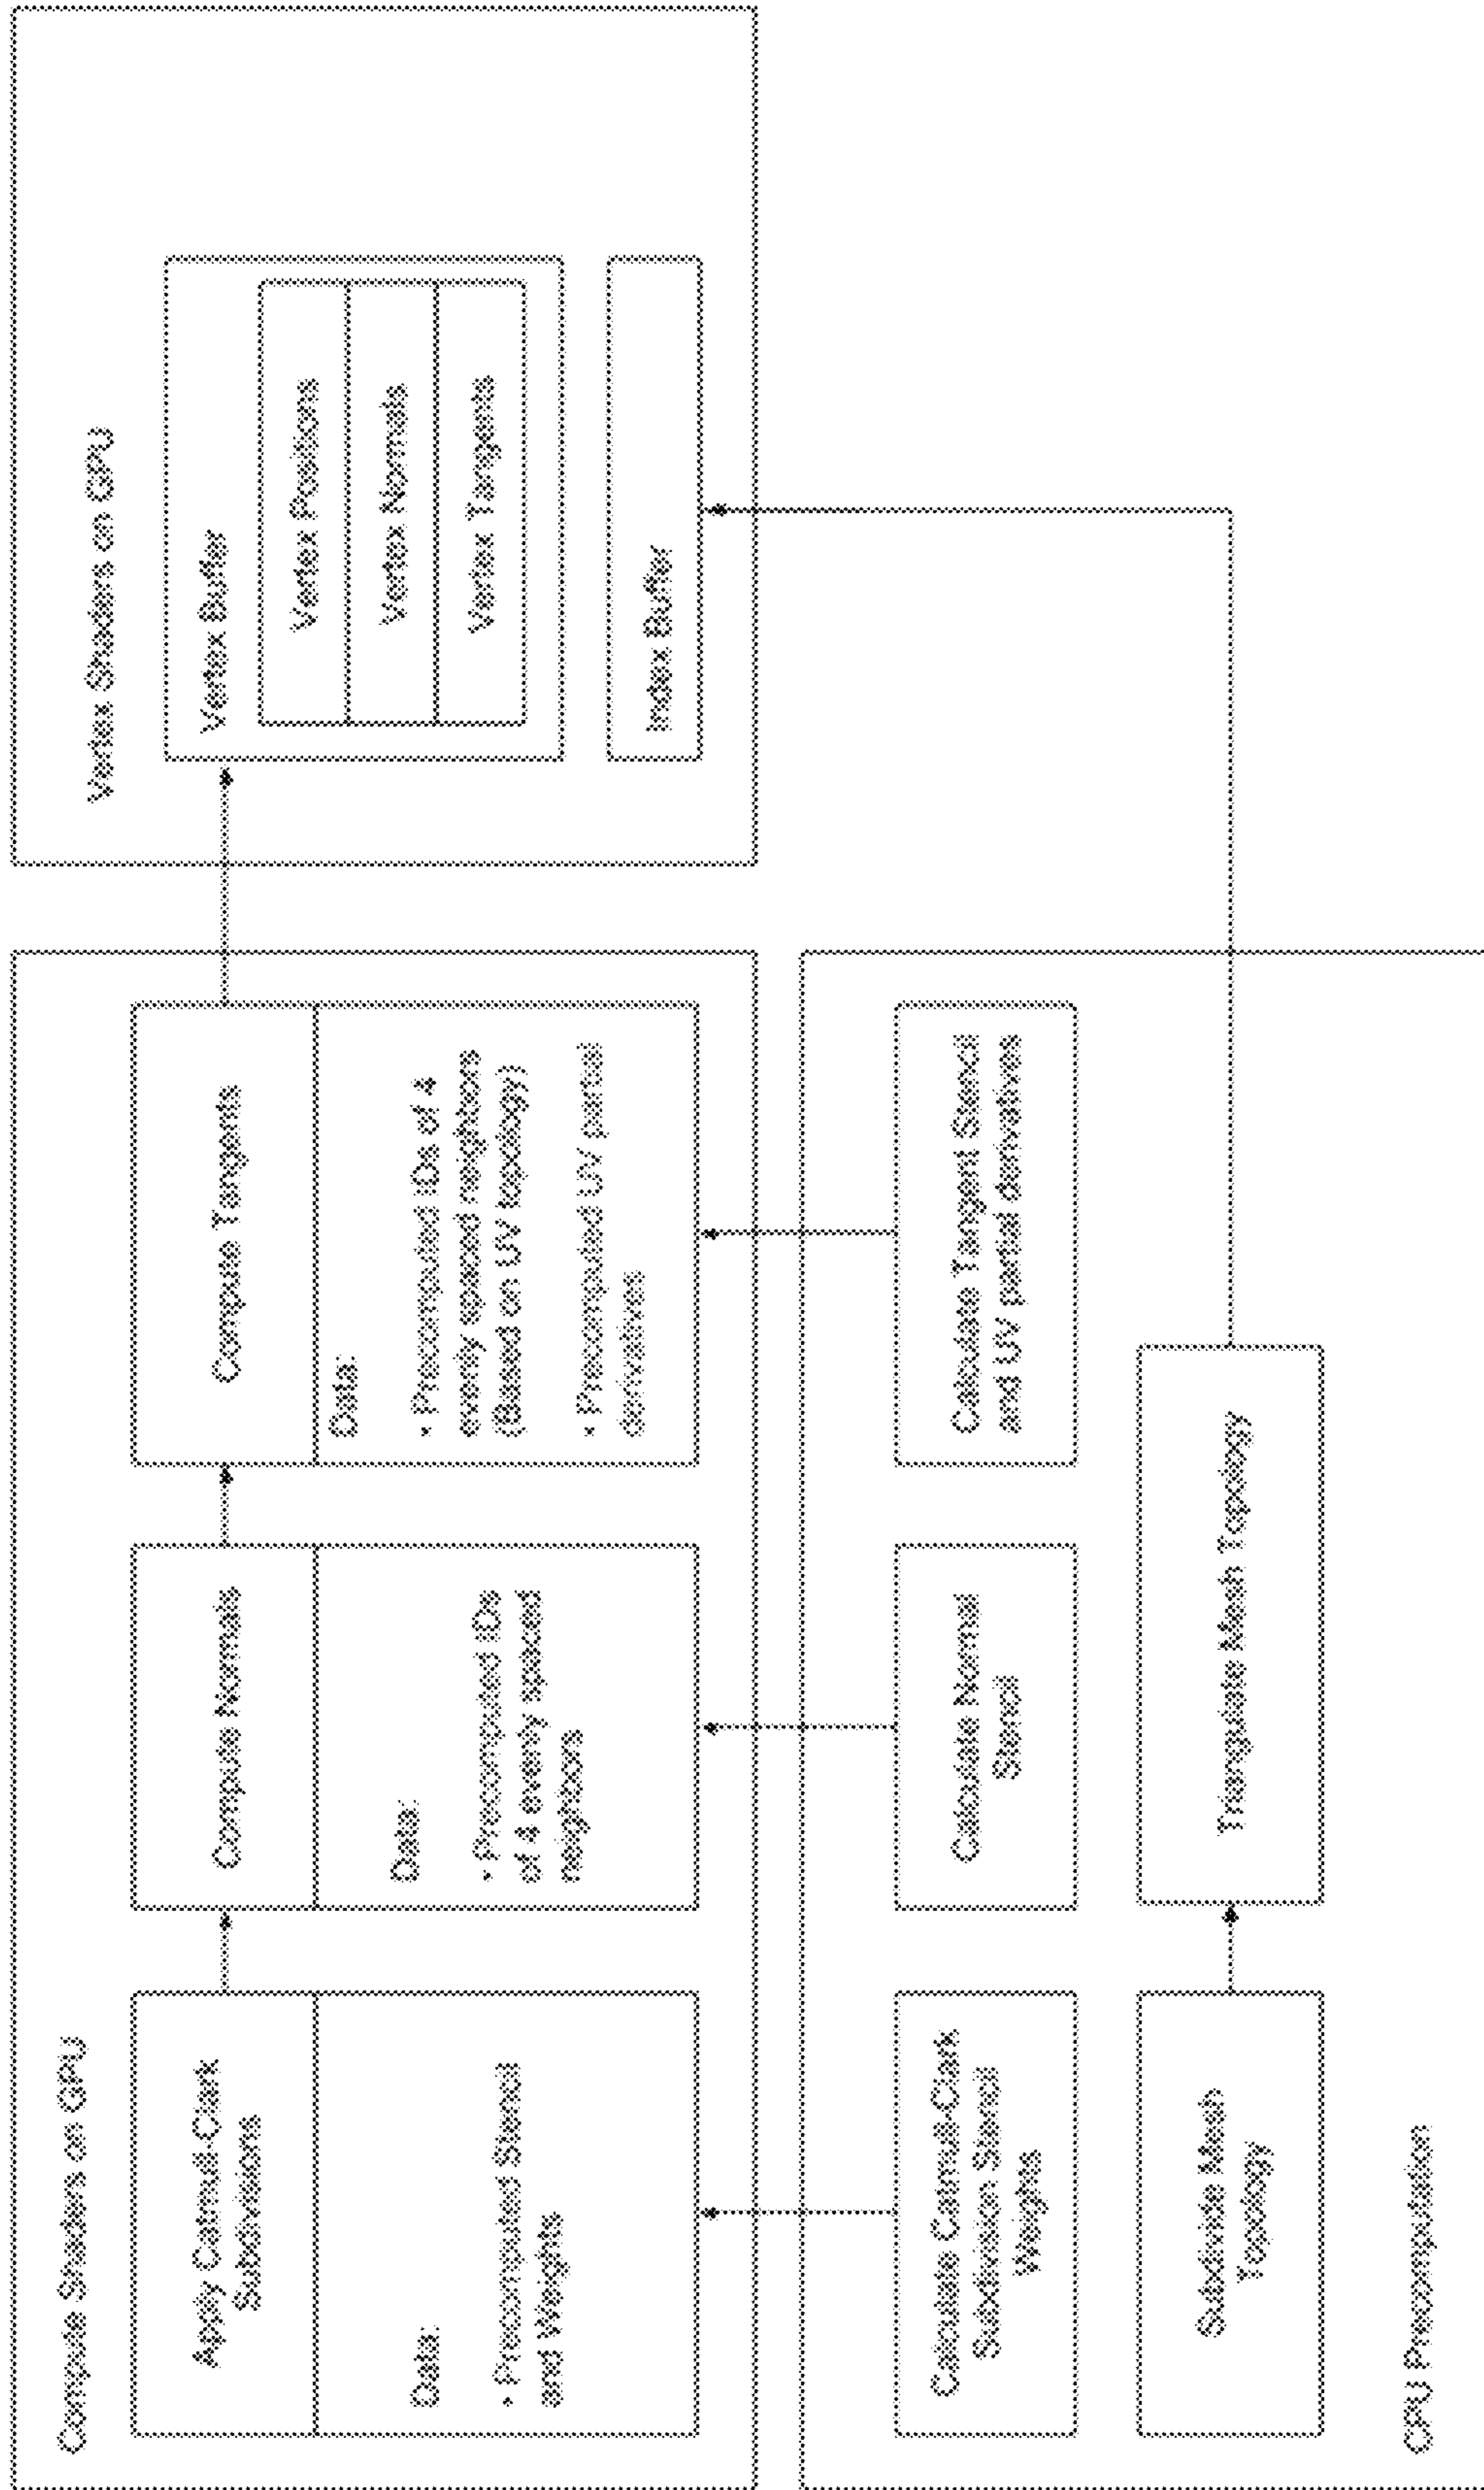 Compute Shaders on GPU
Apply Catmull-Clark
Subdivisions
Data:
• Precomputed Stencil
and Weights
Compute Normals
Data:
• Precomputed IDs
of 4 evenly spaced
neighbors
Compute Tangents
Data:
• Precomputed IDs of 4
evenly spaced neighbors
(Based on UV topology)
• Precomputed UV partial
derivatives
Vertex Shaders on GPU
Vertex Buffer
Vertex Positions
Vertex Normals
Vertex Tangents
Index Buffer
Calculate Catmull-Clark
Subdivision Stencil
Weights
Calculate Normal
Stencil
Calculate Tangent Stencil
and UV partial derivatives
Subdivide Mesh
Topology
Triangulate Mesh Topology
CPU Precomputation